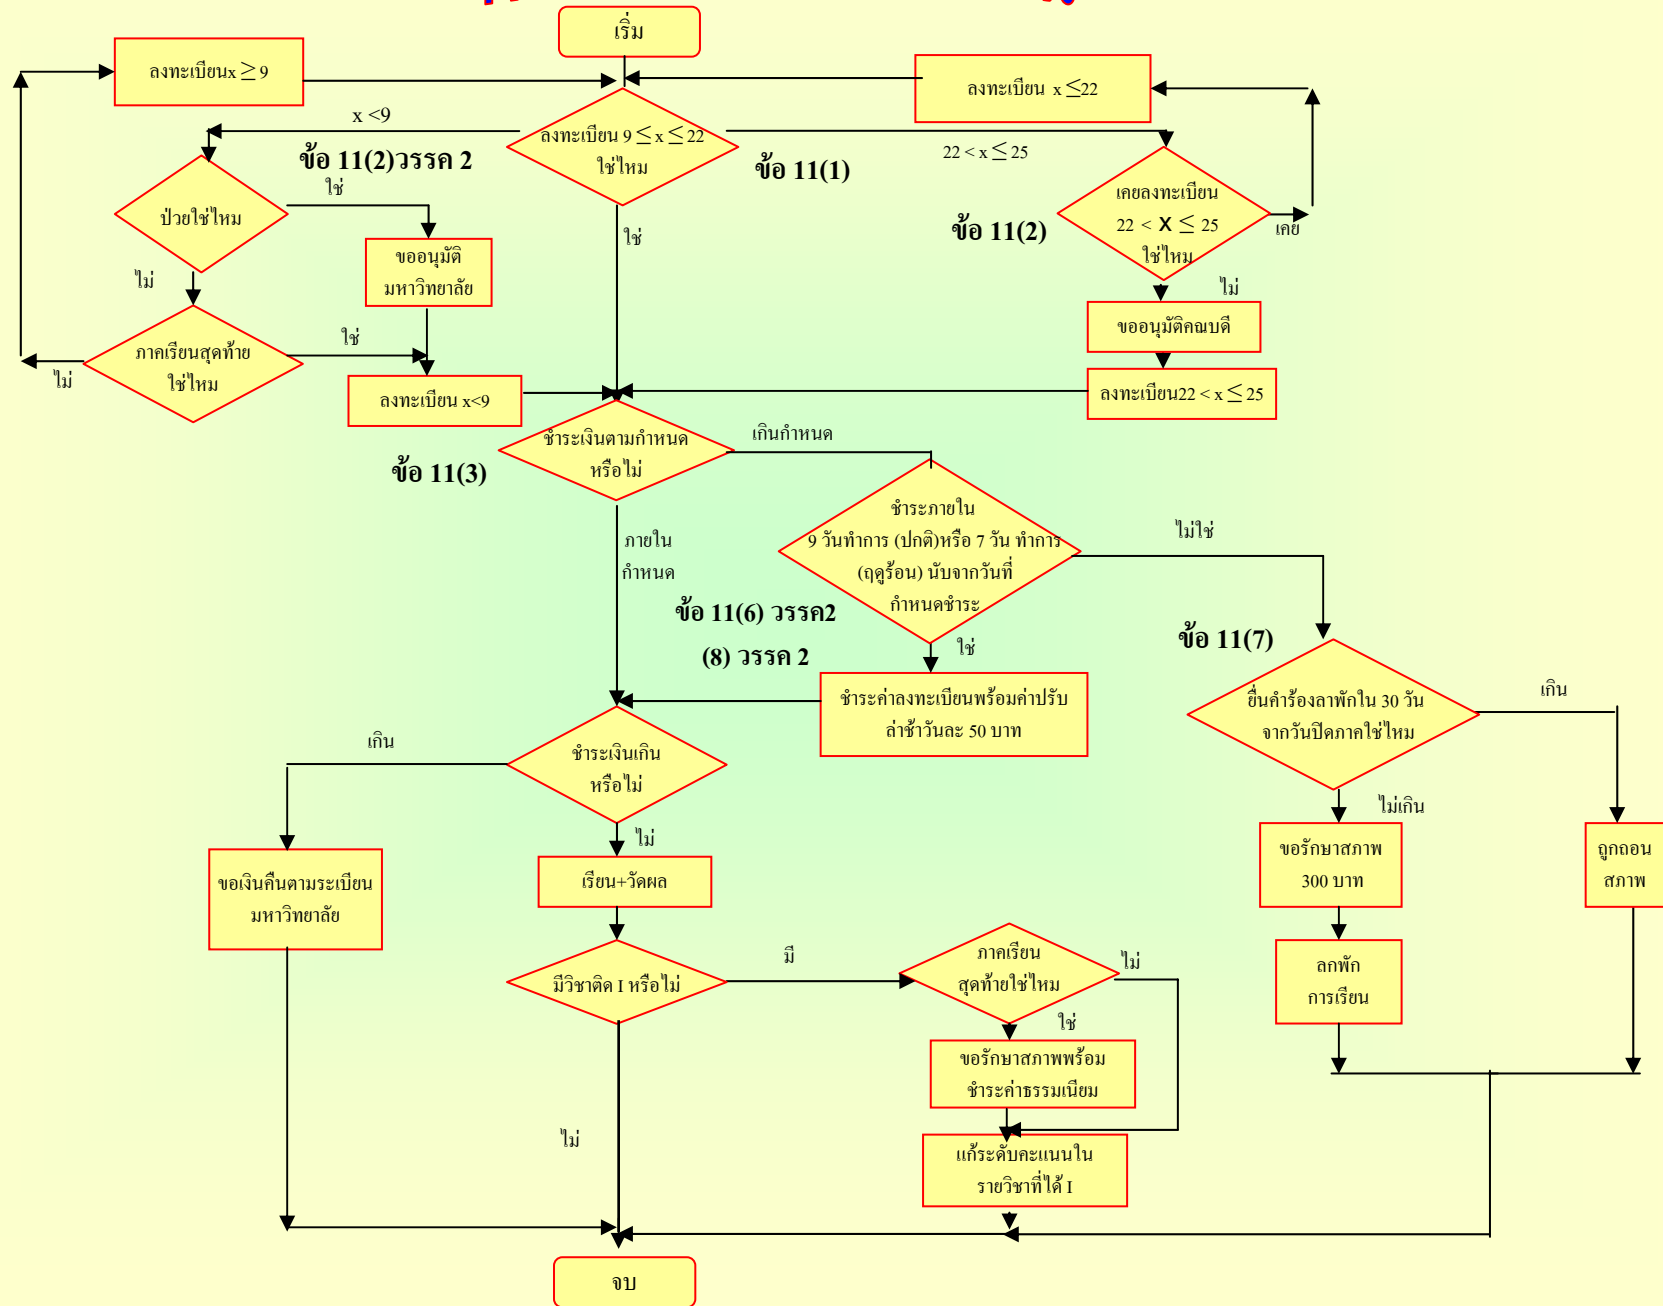 เริ่ม
ลงทะเบียนx ≥ 9
ลงทะเบียน x ≤22
x <9
ลงทะเบียน 9 ≤ x ≤ 22
ใช่ไหม
22 < x ≤ 25
ข้อ 11(2)วรรค 2
ข้อ 11(1)
ป่วยใช่ไหม
ใช่
ขออนุมัติ
มหาวิทยาลัย
ไม่
ภาคเรียนสุดท้าย
ใช่ไหม
ใช่
ไม่
ลงทะเบียน x<9
ใช่
เคยลงทะเบียน
22 < X ≤ 25
ใช่ไหม
เคย
ข้อ 11(2)
ไม่
ขออนุมัติคณบดี
ลงทะเบียน22 < x ≤ 25
ชำระเงินตามกำหนด
หรือไม่
เกินกำหนด
ข้อ 11(3)
ภายใน
กำหนด
ชำระภายใน
9 วันทำการ (ปกติ)หรือ 7 วัน ทำการ
(ฤดูร้อน) นับจากวันที่
กำหนดชำระ
ไม่ใช่
ข้อ 11(6) วรรค2
(8) วรรค 2
ใช่
ข้อ 11(7)
ชำระค่าลงทะเบียนพร้อมค่าปรับ
ล่าช้าวันละ 50 บาท
ยื่นคำร้องลาพักใน 30 วัน
จากวันปิดภาคใช่ไหม
เกิน
ไม่เกิน
ชำระเงินเกิน
หรือไม่
เกิน
ไม่
ขอเงินคืนตามระเบียน
มหาวิทยาลัย
เรียน+วัดผล
ขอรักษาสภาพ
300 บาท
ถูกถอน
สภาพ
ลกพัก
การเรียน
มีวิชาติด I หรือไม่
มี
ภาคเรียน
สุดท้ายใช่ไหม
ไม่
ใช่
ขอรักษาสภาพพร้อม
ชำระค่าธรรมเนียม
ไม่
แก้ระดับคะแนนใน
รายวิชาที่ได้ I
จบ